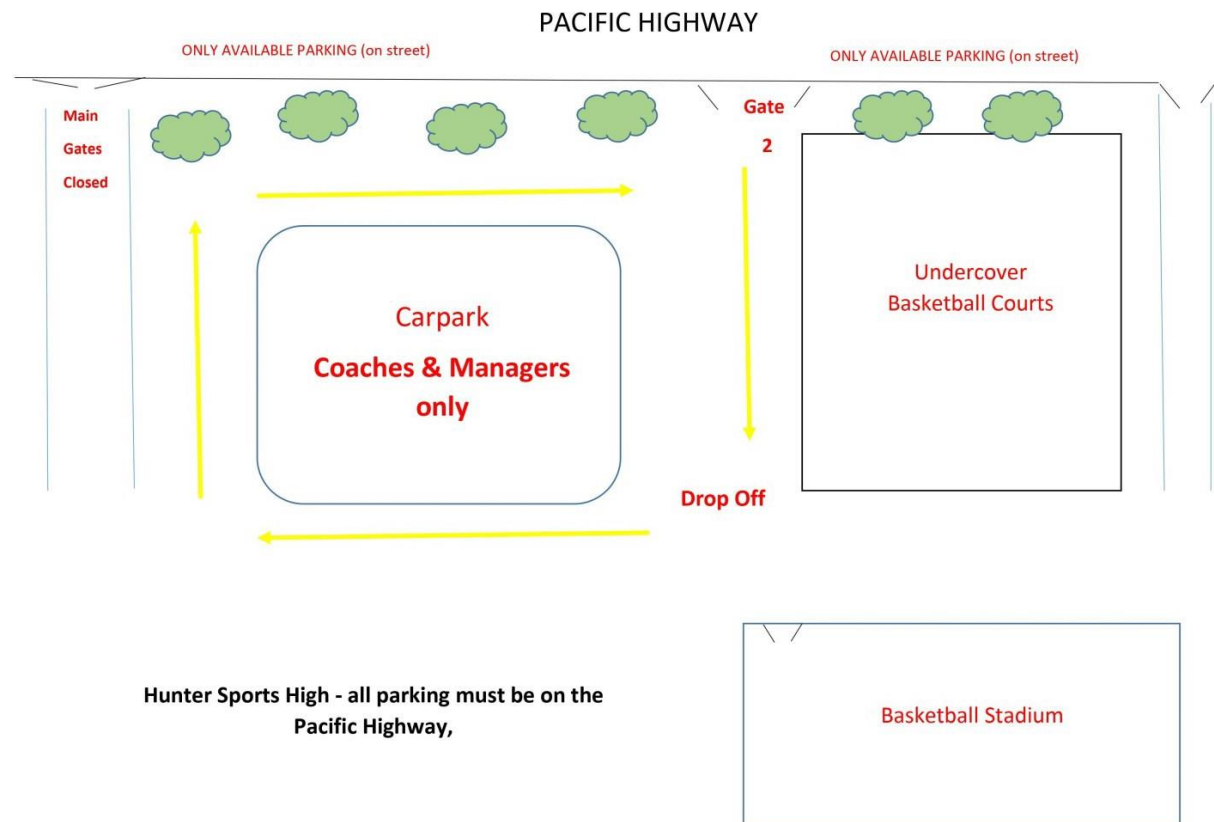 PACIFIC HIGHWAY
ONLY AVAILABLE PARKING (on street)
ONLY AVAILABLE PARKING (on street)
Main
Gates
Closed
Gate
2
Undercover
Basketball Courts
Carpark
Coaches & Managers
only
Drop Off
Hunter Sports High - all parking must be on the
Pacific Highway,
Basketball Stadium